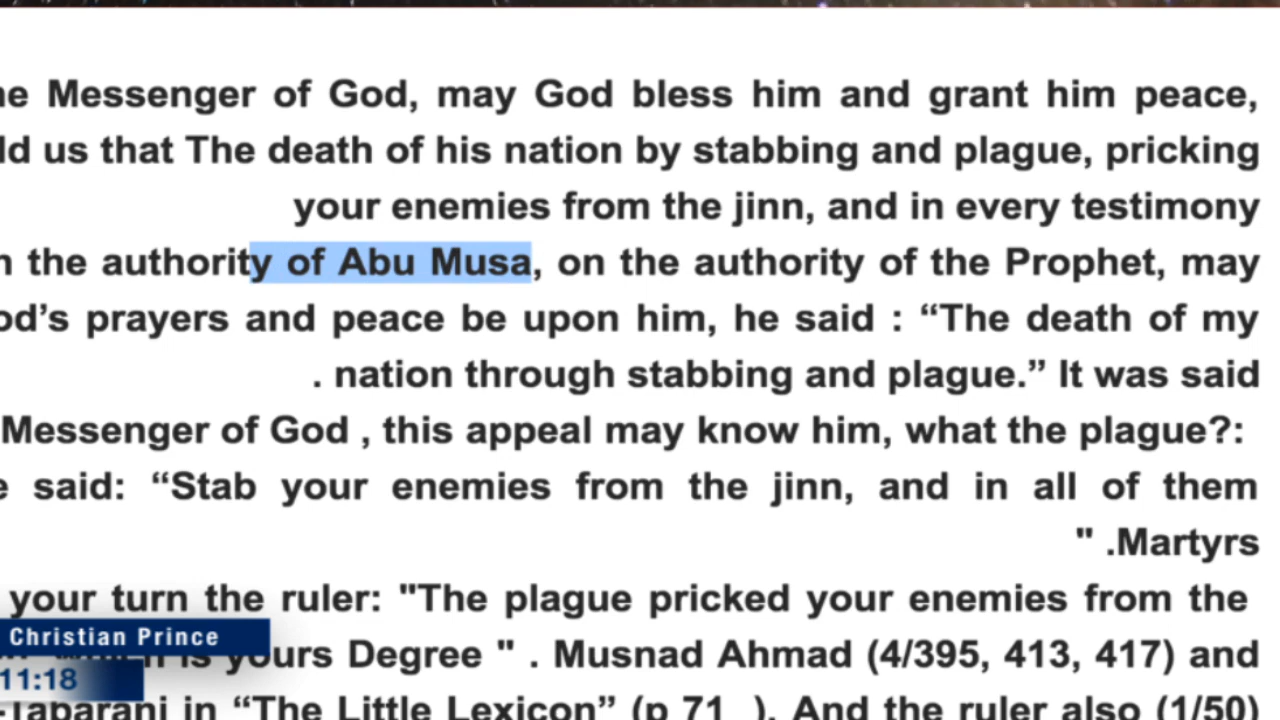 he Messenger of God, may God bless him and grant him peace,
ld us that The death of his nation by stabbing and plague, pricking
your enemies from the jinn, and in every testimony
n the authority of Abu Musa, on the authority of the Prophet, may
od’s prayers and peace be upon him, he said : “The death of my
. nation through stabbing and plague.” It was said
Messenger of God , this appeal may know him, what the plague?:
e said: “Stab your enemies from the jinn, and in all of them
" .Martyrs
your turn the ruler: "The plague pricked your enemies from the
Christian Prince
is yours Degree " . Musnad Ahmad (4/395, 413, 417) and
11:18
-Tabarani in “The Little Lexicon” (p 71 ). And the ruler also (1/50)